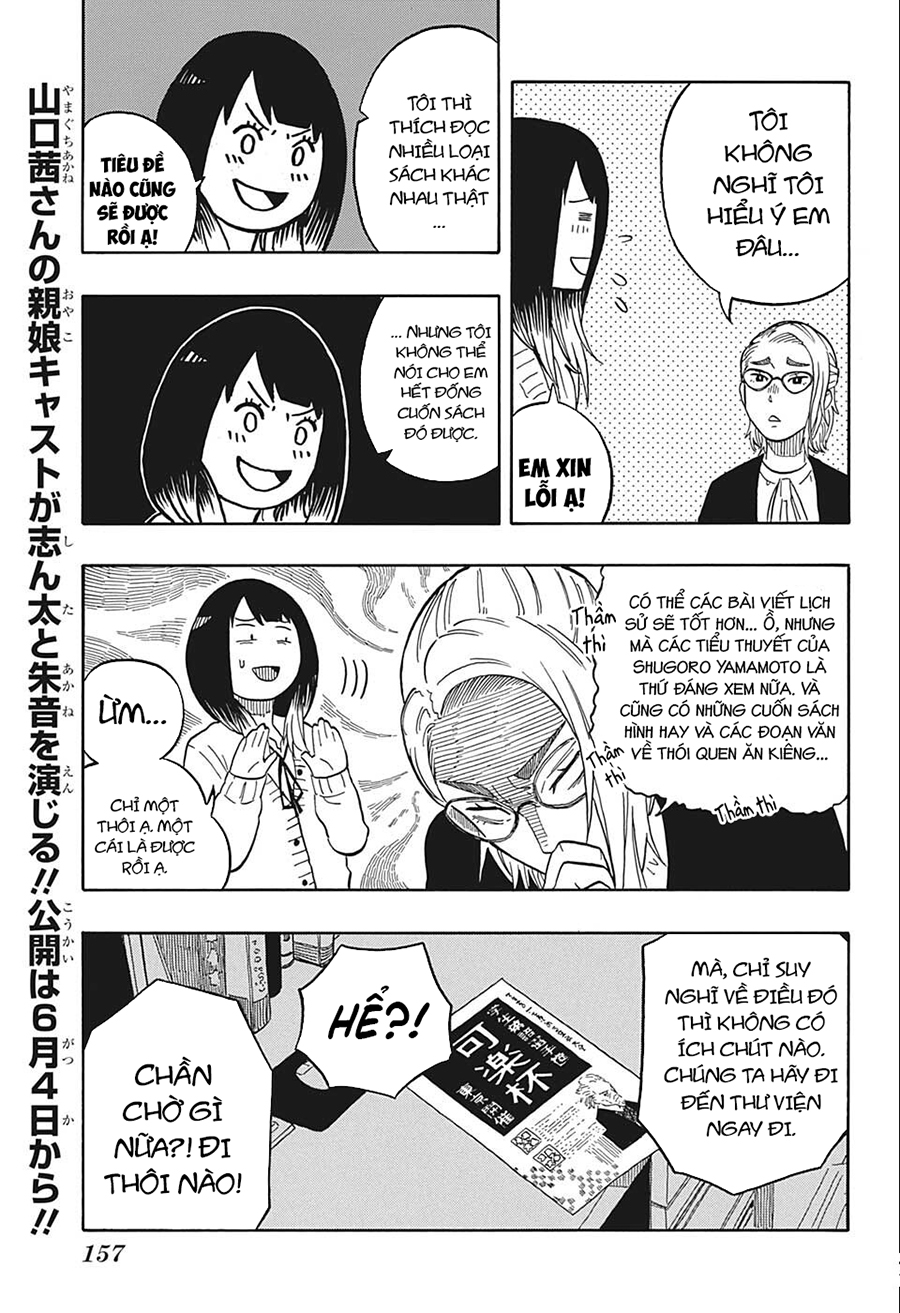 TÔI
KHÔNG
NGHĨ TÔI
HIỂU Ý EM
ĐÂU...
EM XIN
LỖI Ạ!
TÔI THÌ
THÍCH ĐỌC
NHIỀU LOẠI
SÁCH KHÁC
NHAU THẬT
...
TIÊU ĐỀ
NÀO CŨNG
SẼ ĐƯỢC
RỒI Ạ!
... NHƯNG TÔI
KHÔNG THỂ
NÓI CHO EM
HẾT ĐỐNG
CUỐN SÁCH
ĐÓ ĐƯỢC.
CÓ THỂ CÁC BÀI VIẾT LỊCH
SỬ SẼ TỐT HƠN... Ồ, NHƯNG
MÀ CÁC TIỂU THUYẾT CỦA
SHUGORO YAMAMOTO LÀ
THỨ ĐÁNG XEM NỮA. VÀ
CŨNG CÓ NHỮNG CUỐN SÁCH
HÌNH HAY VÀ CÁC ĐOẠN VĂN
VỀ THÓI QUEN ĂN KIÊNG...
Thầm
thì
Thầm
thì
Thầm thì
ỪM...
CHỈ MỘT
THÔI Ạ. MỘT
CÁI LÀ ĐƯỢC
RỒI Ạ.
MÀ, CHỈ SUY
NGHĨ VỀ ĐIỀU ĐÓ
THÌ KHÔNG CÓ
ÍCH CHÚT NÀO.
CHÚNG TA HÃY ĐI
ĐẾN THƯ VIỆN
NGAY ĐI.
HỂ?!
可楽杯
CHẦN
CHỜ GÌ
NỮA?! ĐI
THÔI NÀO!
山口茜さんの親娘キャストが志ん太と朱音を演じる!!公開は6月4日から!!
157